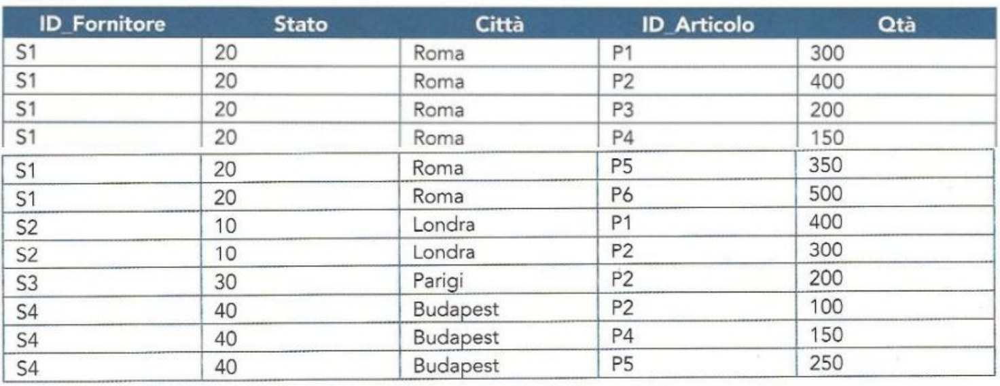 ID_Fornitore Stato Città ID_Articolo Qtà
S1 20 Roma P1 300
S1 20 Roma P2 400
S1 20 Roma P3 200
S1 20 Roma P4 150
S1 20 Roma P5 350
S1 20 Roma P6 500
S2 10 Londra P1 400
S2 10 Londra P2 300
S3 30 Parigi P2 200
S4 40 Budapest P2 100
S4 40 Budapest P4 150
S4 40 Budapest P5 250